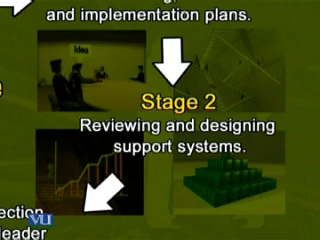 and implementation plans.
Idea
Stage 2
Reviewing and designing
support systems.
ection
VU
leader